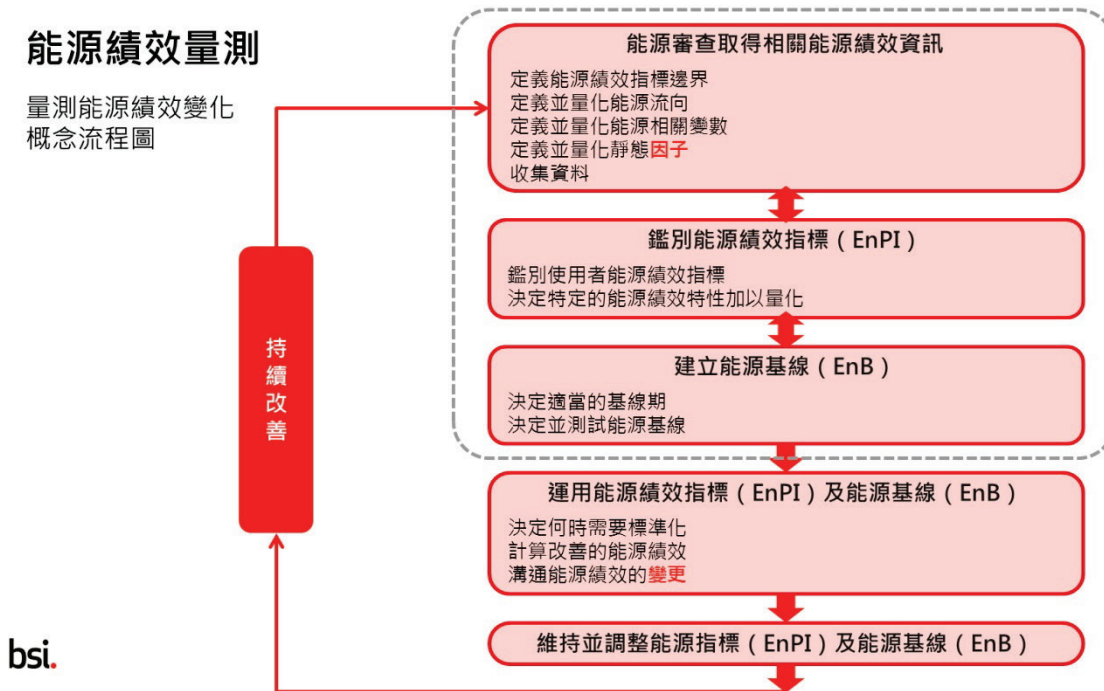 能源績效量測
量測能源績效變化
概念流程圖
能源審查取得相關能源績效資訊
定義能源績效指標邊界
定義並量化能源流向
定義並量化能源相關變數
定義並量化靜態因子
收集資料
鑑別能源績效指標（EnPI）
鑑別使用者能源績效指標
決定特定的能源績效特性加以量化
建立能源基線（EnB）
決定適當的基線期
決定並測試能源基線
運用能源績效指標（EnPI）及能源基線（EnB）
決定何時需要標準化
計算改善的能源績效
溝通能源績效的變更
維持並調整能源指標（EnPI）及能源基線（EnB）
持續改善
bsi.